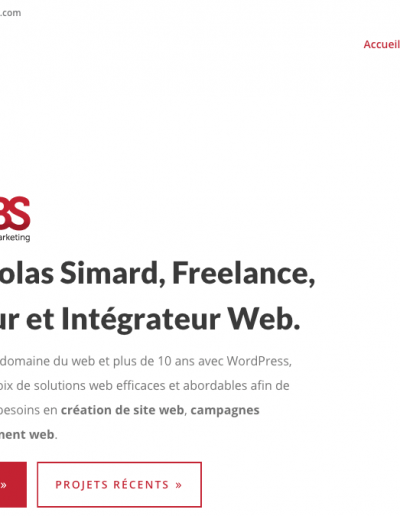 .com
Accueil
BS
arketing
olas Simard, Freelance,
ur et Intégrateur Web.
domaine du web et plus de 10 ans avec WordPress,
oix de solutions web efficaces et abordables afin de
besoins en création de site web, campagnes
ment web.
»
PROJETS RÉCENTS »